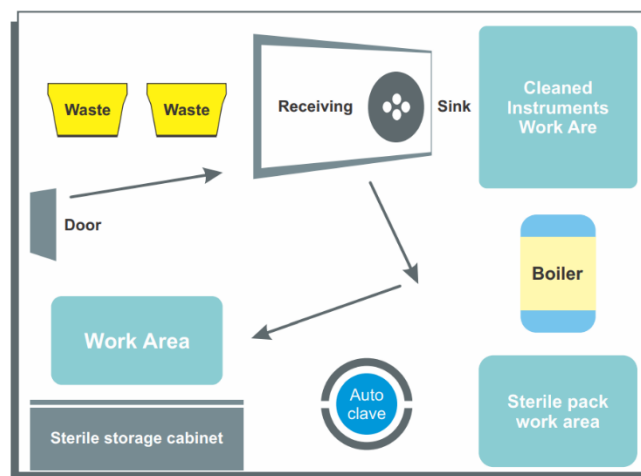 Waste
Waste
Receiving
Sink
Cleaned
Instruments
Work Are
Door
Boiler
Work Area
Auto
clave
Sterile pack
work area
Sterile storage cabinet